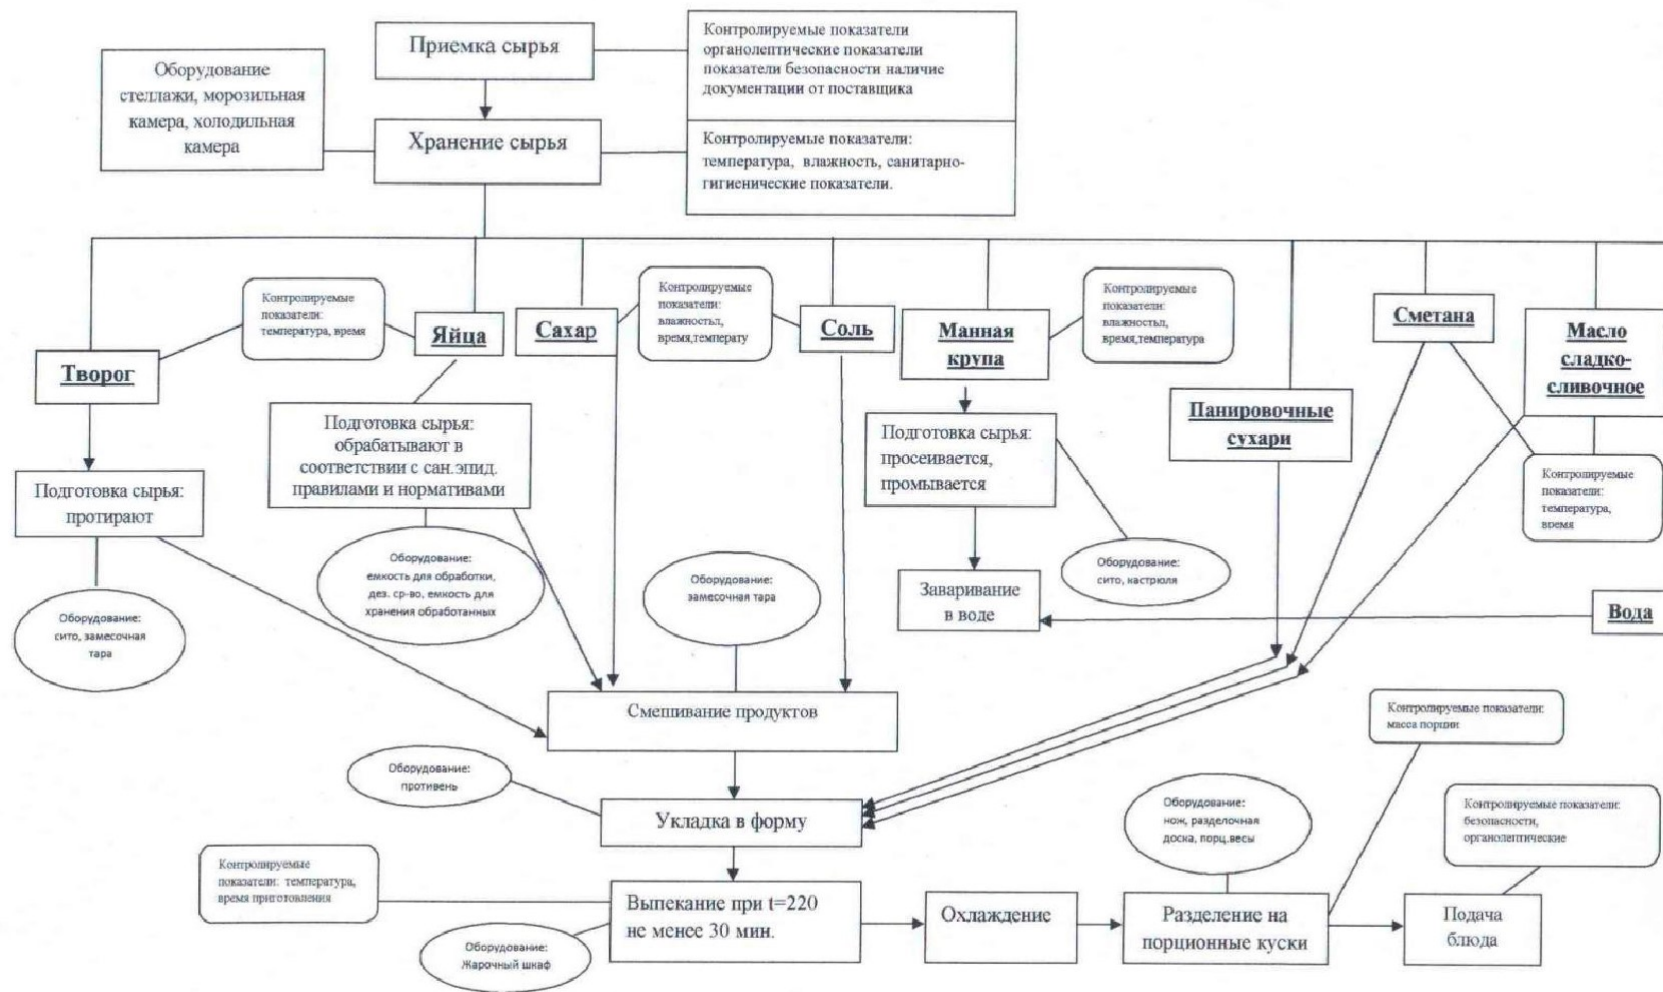 Приемка сырья
Контролируемые показатели
органолептические показатели
показатели безопасности наличие
документации от поставщика
Оборудование
стеллажи, морозильная
камера, холодильная
камера
Хранение сырья
Контролируемые показатели:
температура, влажность, санитарно-
гигиенические показатели.
Контролируемые
показатели:
температура, время
Творог
Яйца
Сахар
Контролируемые
показатели:
влажностьл,
время,температу
Соль
Манная
крупа
Контролируемые
показатели:
влажностьл,
время,температура
Панировочные
сухари
Сметана
Масло
сладко-
сливочное
Контролируемые
показатели:
температура,
время
Подготовка сырья:
протирают
Подготовка сырья:
обрабатывают в
соответствии с сан.эпид.
правилами и нормативами
Подготовка сырья:
просеивается,
промывается
Оборудование:
сито, замесочная
тара
Оборудование:
емкость для обработки,
дез. ср-во, емкость для
хранения обработанных
Оборудование:
замесочная тара
Оборудование:
сито, кастрюля
Заваривание
в воде
Вода
Смешивание продуктов
Контролируемые показатели:
масса порции
Оборудование:
противень
Укладка в форму
Оборудование:
нож, разделочная
доска, порц.весы
Контролируемые показатели:
безопасности,
органолептические
Контролируемые
показатели: температура,
время приготовления
Выпекание при t=220
не менее 30 мин.
Оборудование:
Жарочный шкаф
Охлаждение
Разделение на
порционные куски
Подача
блюда